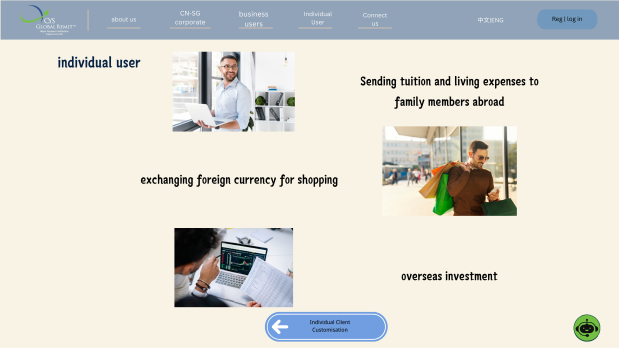 CYS
GLOBAL REMIT
about us
CN-SG
corporate
business
users
Individual
User
Connect
us
中文|ENG
Reg | log in
individual user
Sending tuition and living expenses to
family members abroad
exchanging foreign currency for shopping
overseas investment
Individual Client
Customisation